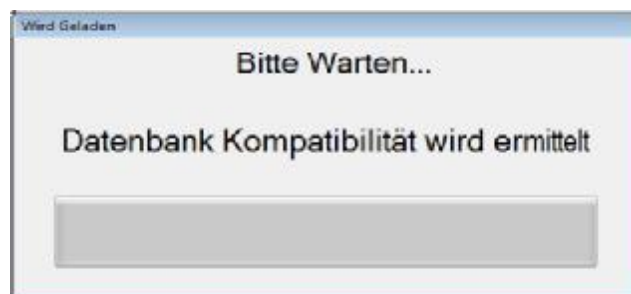 Wird Geladen
Bitte Warten...
Datenbank Kompatibilität wird ermittelt